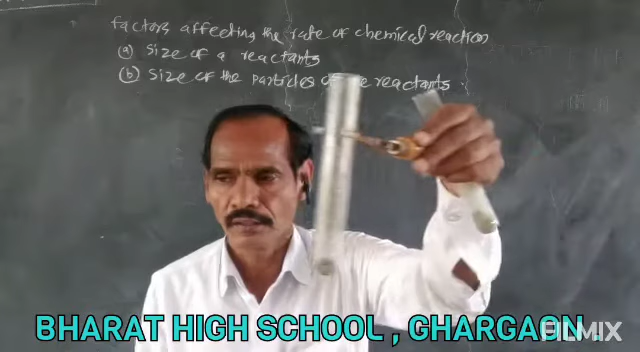 Factors affecting the rate of chemical reaction
(a) Size of a reactants
(b) Size of the particles of reactants.
BHARAT HIGH SCHOOL, GHARGAON.
FILMIX